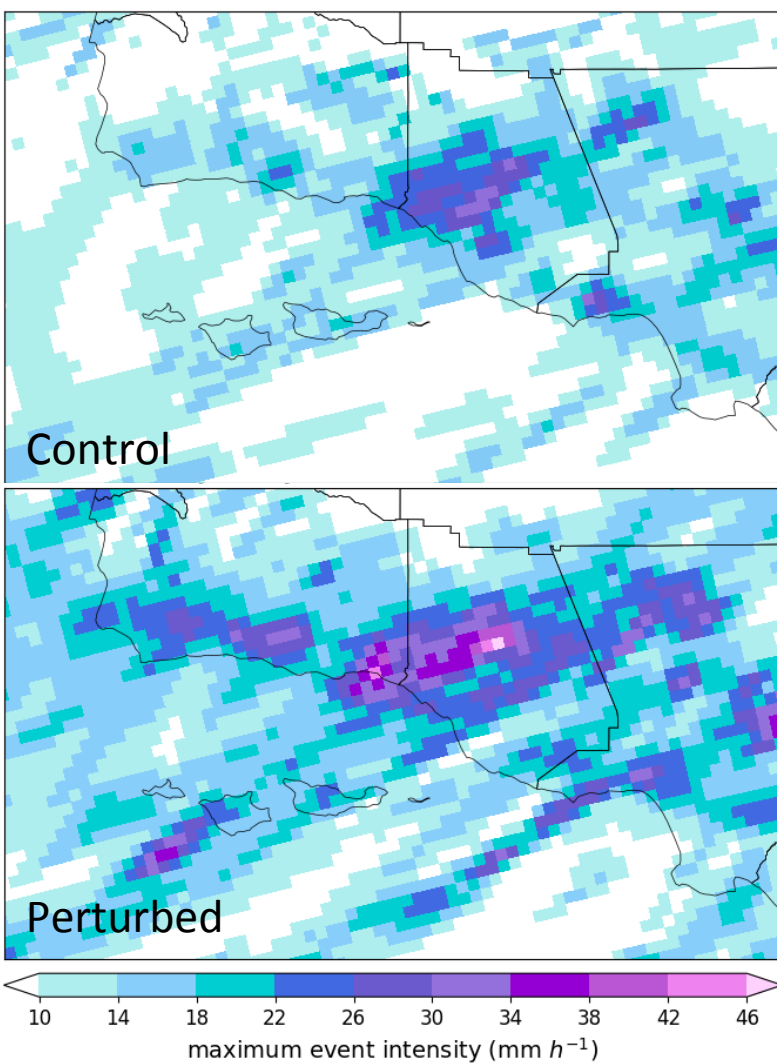 Control
Perturbed
10 14 18 22 26 30 34 38 42 46
maximum event intensity (mm h⁻¹)